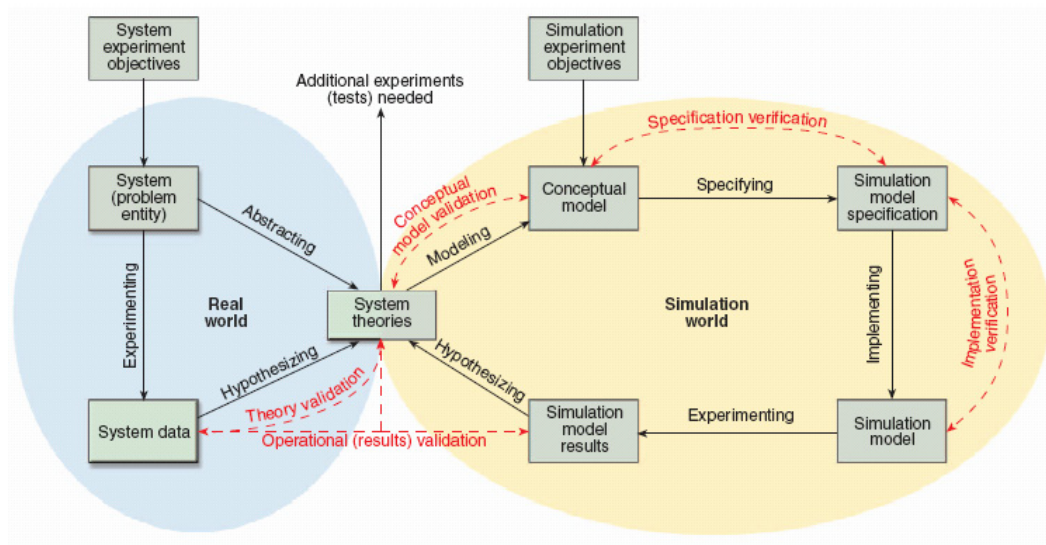 System
experiment
objectives
Simulation
experiment
objectives
Additional experiments
(tests) needed
Specification verification
System
(problem
entity)
Abstracting
Conceptual
model validation
Modeling
Conceptual
model
Specifying
Simulation
model
specification
Experimenting
Real
world
System
theories
Simulation
world
Implementing
Implementation
verification
Hypothesizing
Hypothesizing
Theory validation
System data
Operational (results) validation
Simulation
model
results
Experimenting
Simulation
model